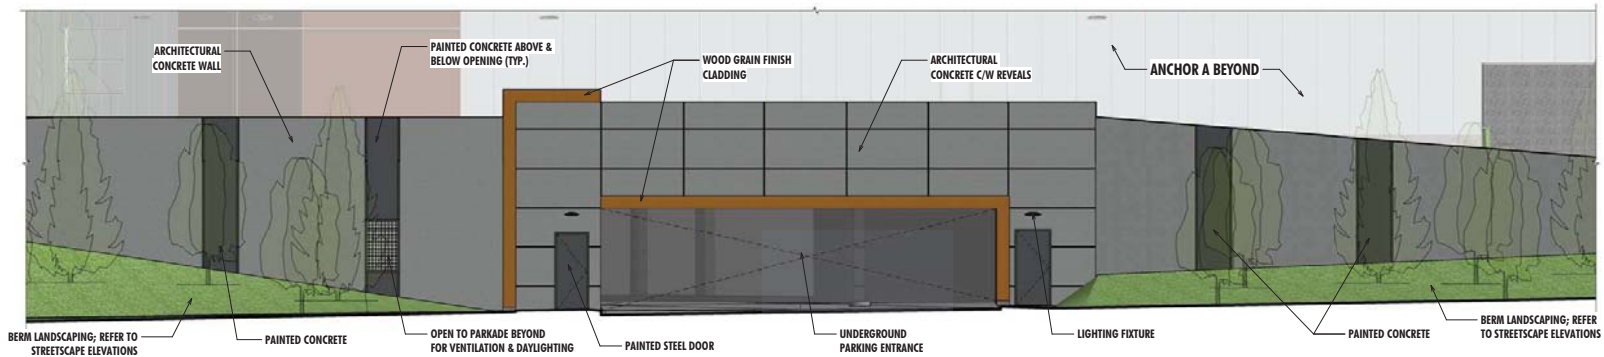 ARCHITECTURAL
CONCRETE WALL
PAINTED CONCRETE ABOVE &
BELOW OPENING (TYP.)
WOOD GRAIN FINISH
CLADDING
ARCHITECTURAL
CONCRETE C/W REVEALS
ANCHOR A BEYOND
BERM LANDSCAPING; REFER TO
STREETSCAPE ELEVATIONS
PAINTED CONCRETE
OPEN TO PARKADE BEYOND
FOR VENTILATION & DAYLIGHTING
PAINTED STEEL DOOR
UNDERGROUND
PARKING ENTRANCE
LIGHTING FIXTURE
PAINTED CONCRETE
BERM LANDSCAPING; REFER
TO STREETSCAPE ELEVATIONS